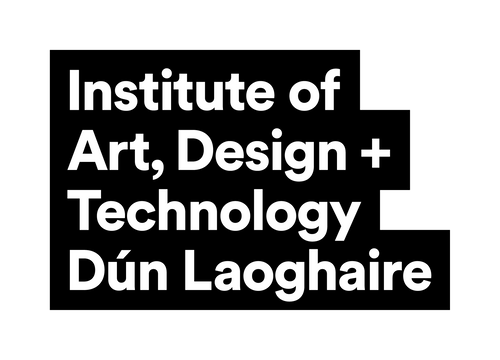 Institute of
Art, Design +
Technology
Dún Laoghaire